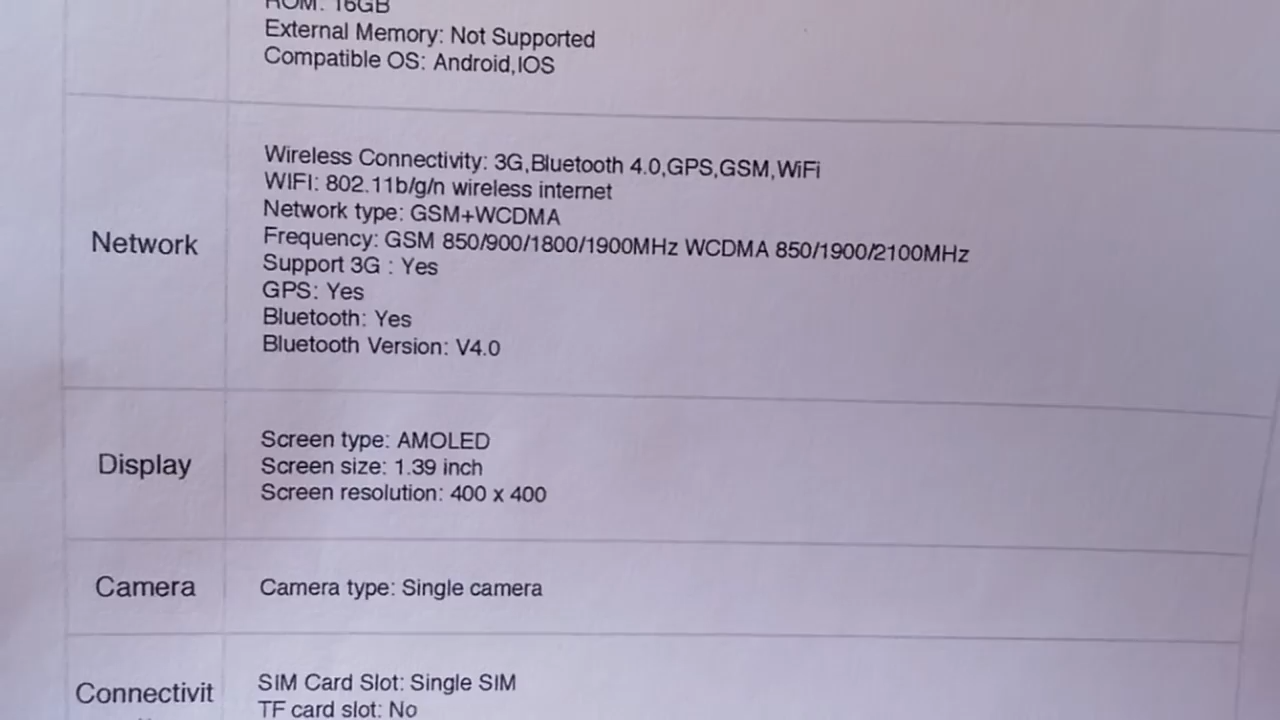 ROM: 16GB
External Memory: Not Supported
Compatible OS: Android,IOS
Network
Wireless Connectivity: 3G,Bluetooth 4.0,GPS,GSM,WiFi
WIFI: 802.11b/g/n wireless internet
Network type: GSM+WCDMA
Frequency: GSM 850/900/1800/1900MHz WCDMA 850/1900/2100MHz
Support 3G : Yes
GPS: Yes
Bluetooth: Yes
Bluetooth Version: V4.0
Display
Screen type: AMOLED
Screen size: 1.39 inch
Screen resolution: 400 x 400
Camera
Camera type: Single camera
Connectivit
SIM Card Slot: Single SIM
TF card slot: No